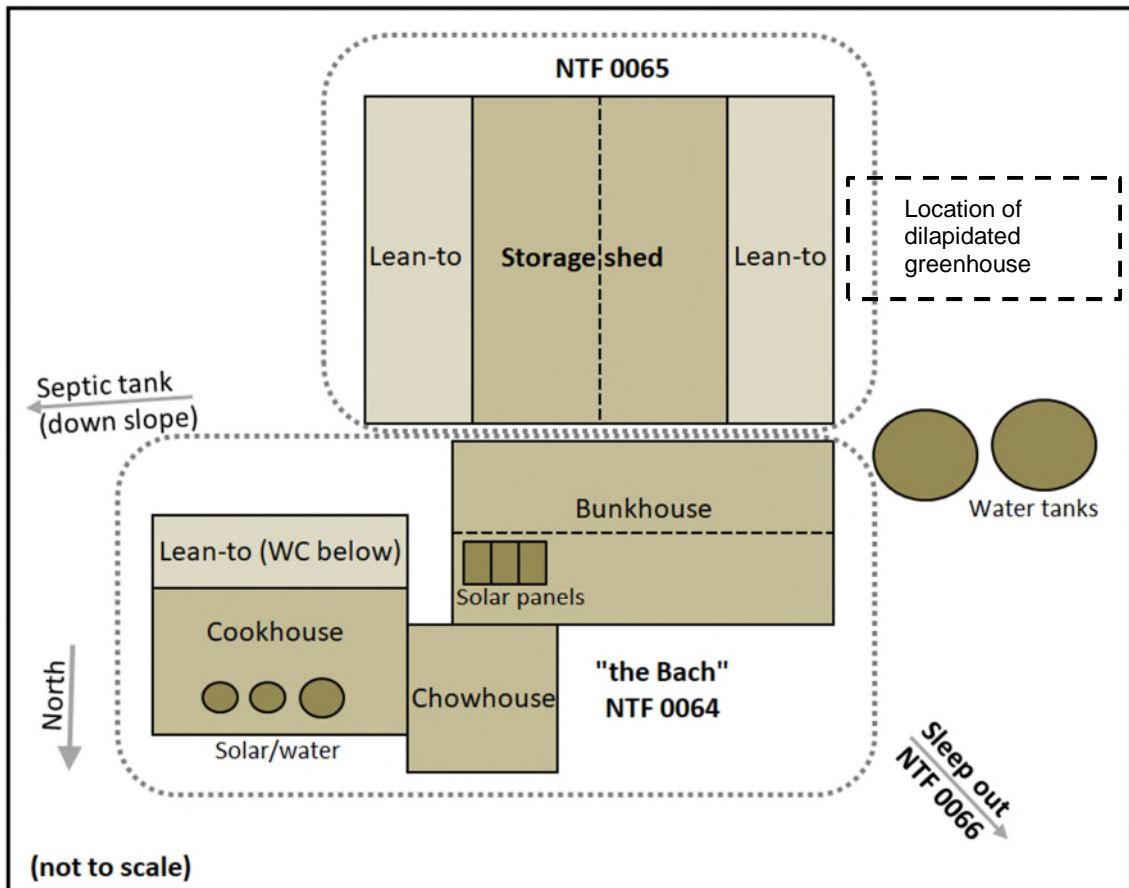 NTF 0065
Location of
dilapidated
greenhouse
Lean-to
Storage shed
Lean-to
Septic tank
(down slope)
Water tanks
Bunkhouse
Solar panels
Lean-to (WC below)
Cookhouse
Solar/water
Chowhouse
"the Bach"
NTF 0064
North
Sleep out
NTF 0066
(not to scale)